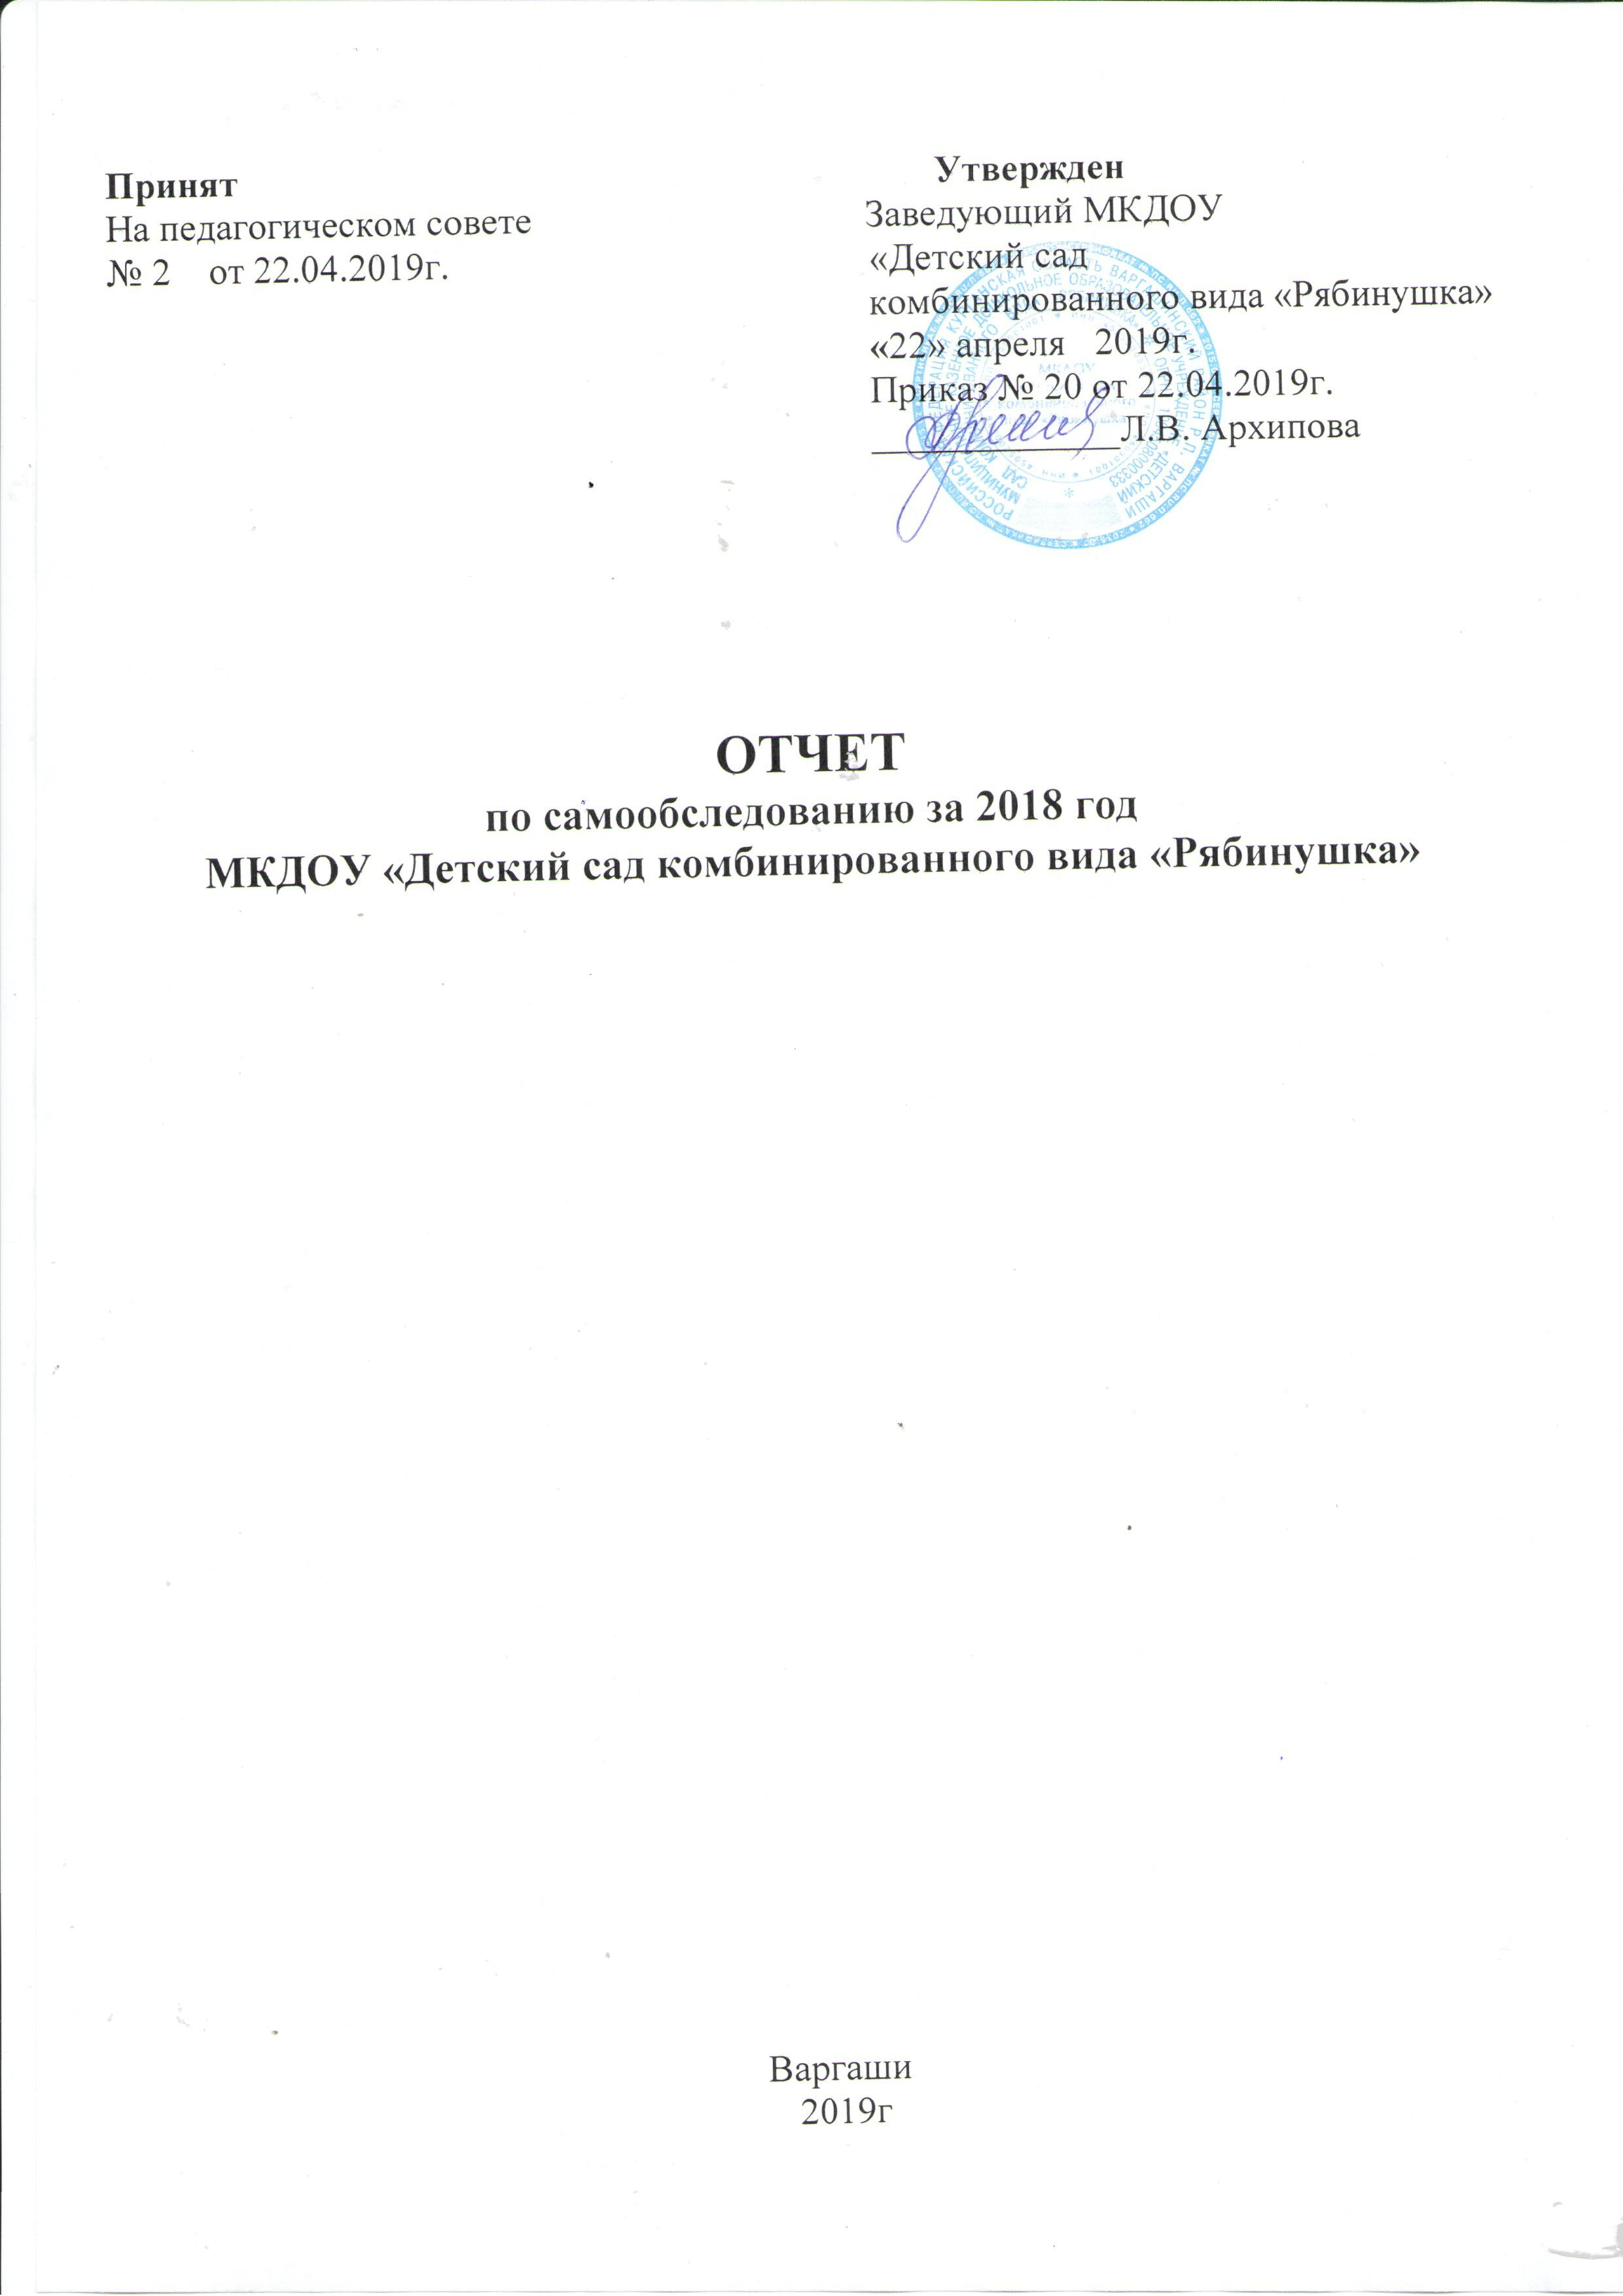 Принят
На педагогическом совете
№ 2 от 22.04.2019г.
Утвержден
Заведующий МКДОУ
«Детский сад
комбинированного вида «Рябинушка»
«22» апреля 2019г.
Приказ № 20 от 22.04.2019г.
______________Л.В. Архипова
ОТЧЕТ
по самообследованию за 2018 год
МКДОУ «Детский сад комбинированного вида «Рябинушка»
Варгаши
2019г